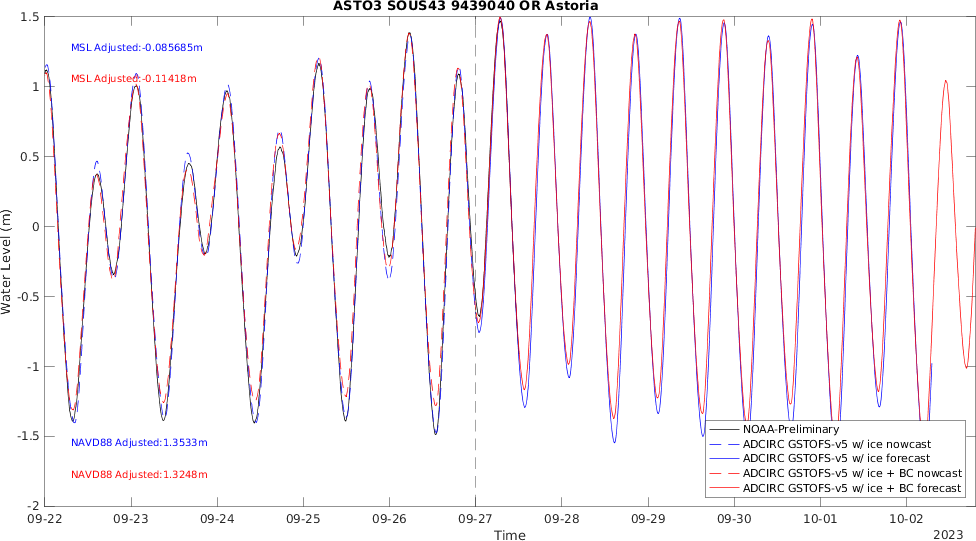 ASTO3 SOUS43 9439040 OR Astoria
1.5
1
0.5
0
-0.5
-1
-1.5
-2
Water Level (m)
MSL Adjusted:-0.085685m
MSL Adjusted:-0.11418m
NAVD88 Adjusted:1.3533m
NAVD88 Adjusted:1.3248m
NOAA-Preliminary
ADCIRC GSTOFS-v5 w/ ice nowcast
ADCIRC GSTOFS-v5 w/ ice forecast
ADCIRC GSTOFS-v5 w/ ice + BC nowcast
ADCIRC GSTOFS-v5 w/ ice + BC forecast
09-22 09-23 09-24 09-25 09-26 09-27 09-28 09-29 09-30 10-01 10-02
Time
2023